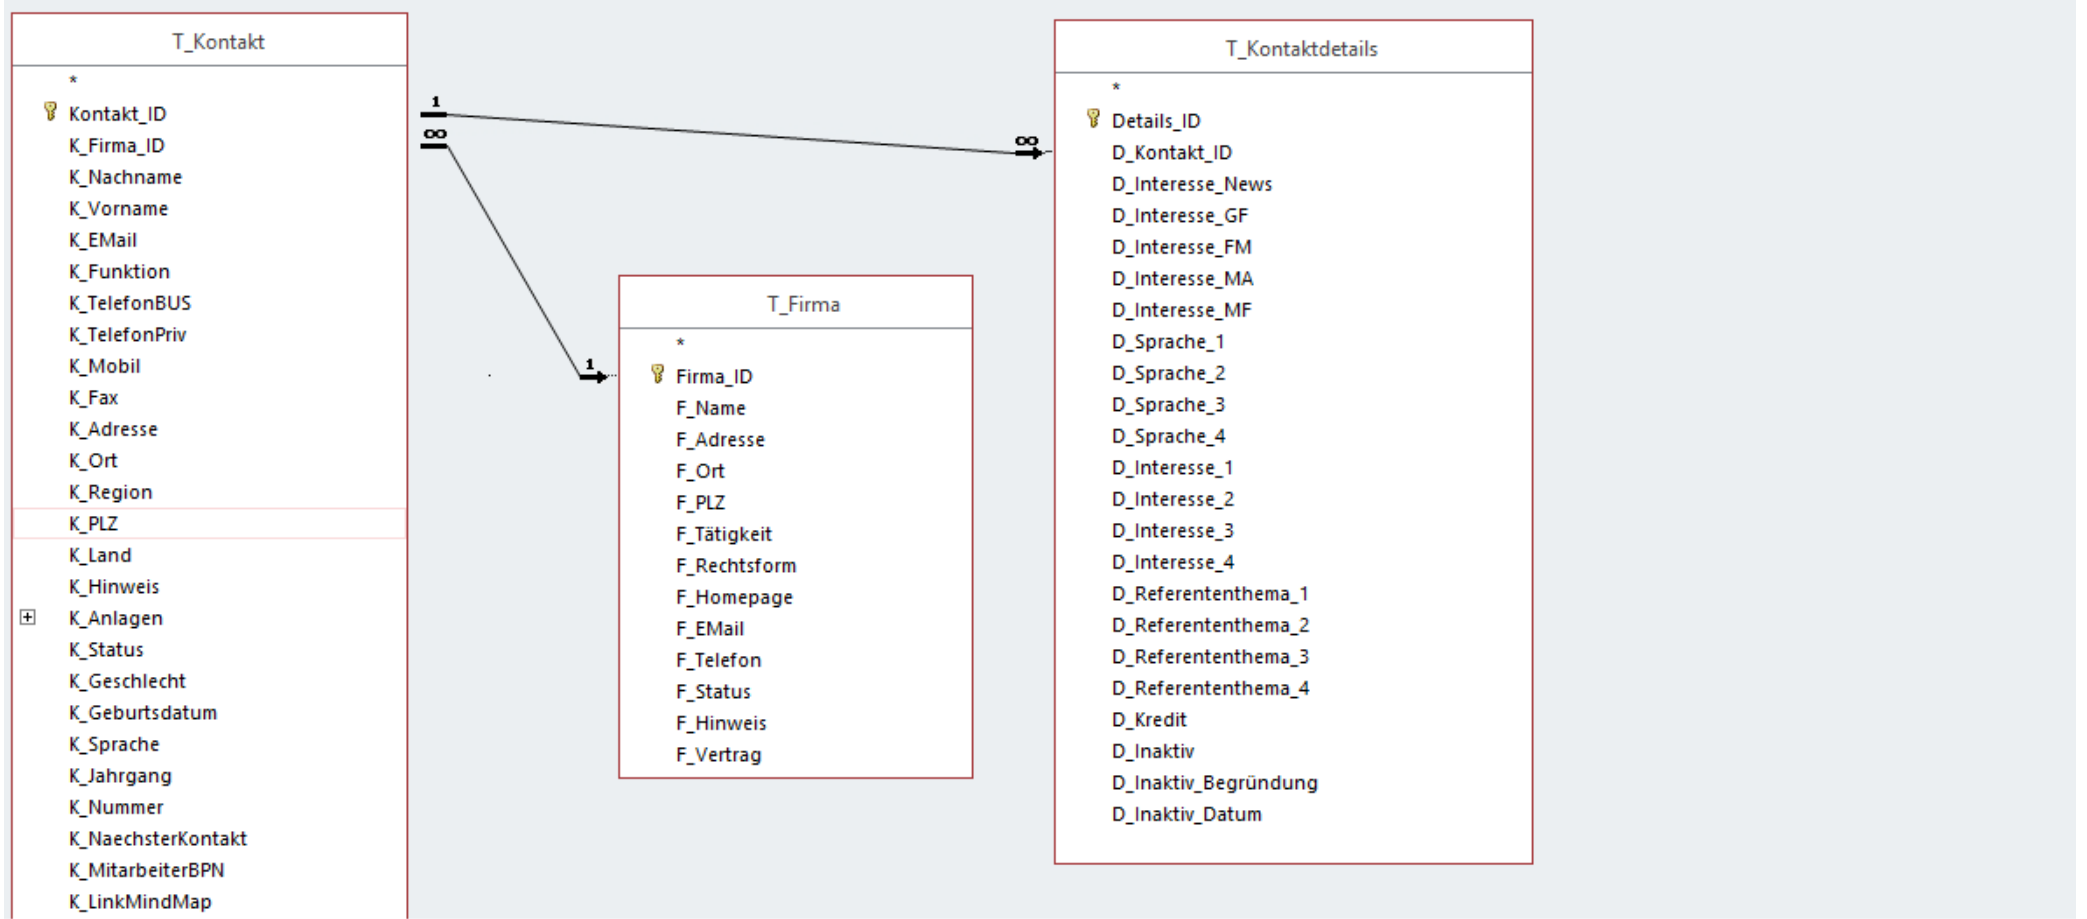 T_Kontakt
*
Kontakt_ID
K_Firma_ID
K_Nachname
K_Vorname
K_EMail
K_Funktion
K_TelefonBUS
K_TelefonPriv
K_Mobil
K_Fax
K_Adresse
K_Ort
K_Region
K_PLZ
K_Land
K_Hinweis
K_Anlagen
K_Status
K_Geschlecht
K_Geburtsdatum
K_Sprache
K_Jahrgang
K_Nummer
K_NaechsterKontakt
K_MitarbeiterBPN
K_LinkMindMap
1
∞
∞
1
T_Firma
*
Firma_ID
F_Name
F_Adresse
F_Ort
F_PLZ
F_Tätigkeit
F_Rechtsform
F_Homepage
F_EMail
F_Telefon
F_Status
F_Hinweis
F_Vertrag
T_Kontaktdetails
*
Details_ID
D_Kontakt_ID
D_Interesse_News
D_Interesse_GF
D_Interesse_FM
D_Interesse_MA
D_Interesse_MF
D_Sprache_1
D_Sprache_2
D_Sprache_3
D_Sprache_4
D_Interesse_1
D_Interesse_2
D_Interesse_3
D_Interesse_4
D_Referententhema_1
D_Referententhema_2
D_Referententhema_3
D_Referententhema_4
D_Kredit
D_Inaktiv
D_Inaktiv_Begründung
D_Inaktiv_Datum